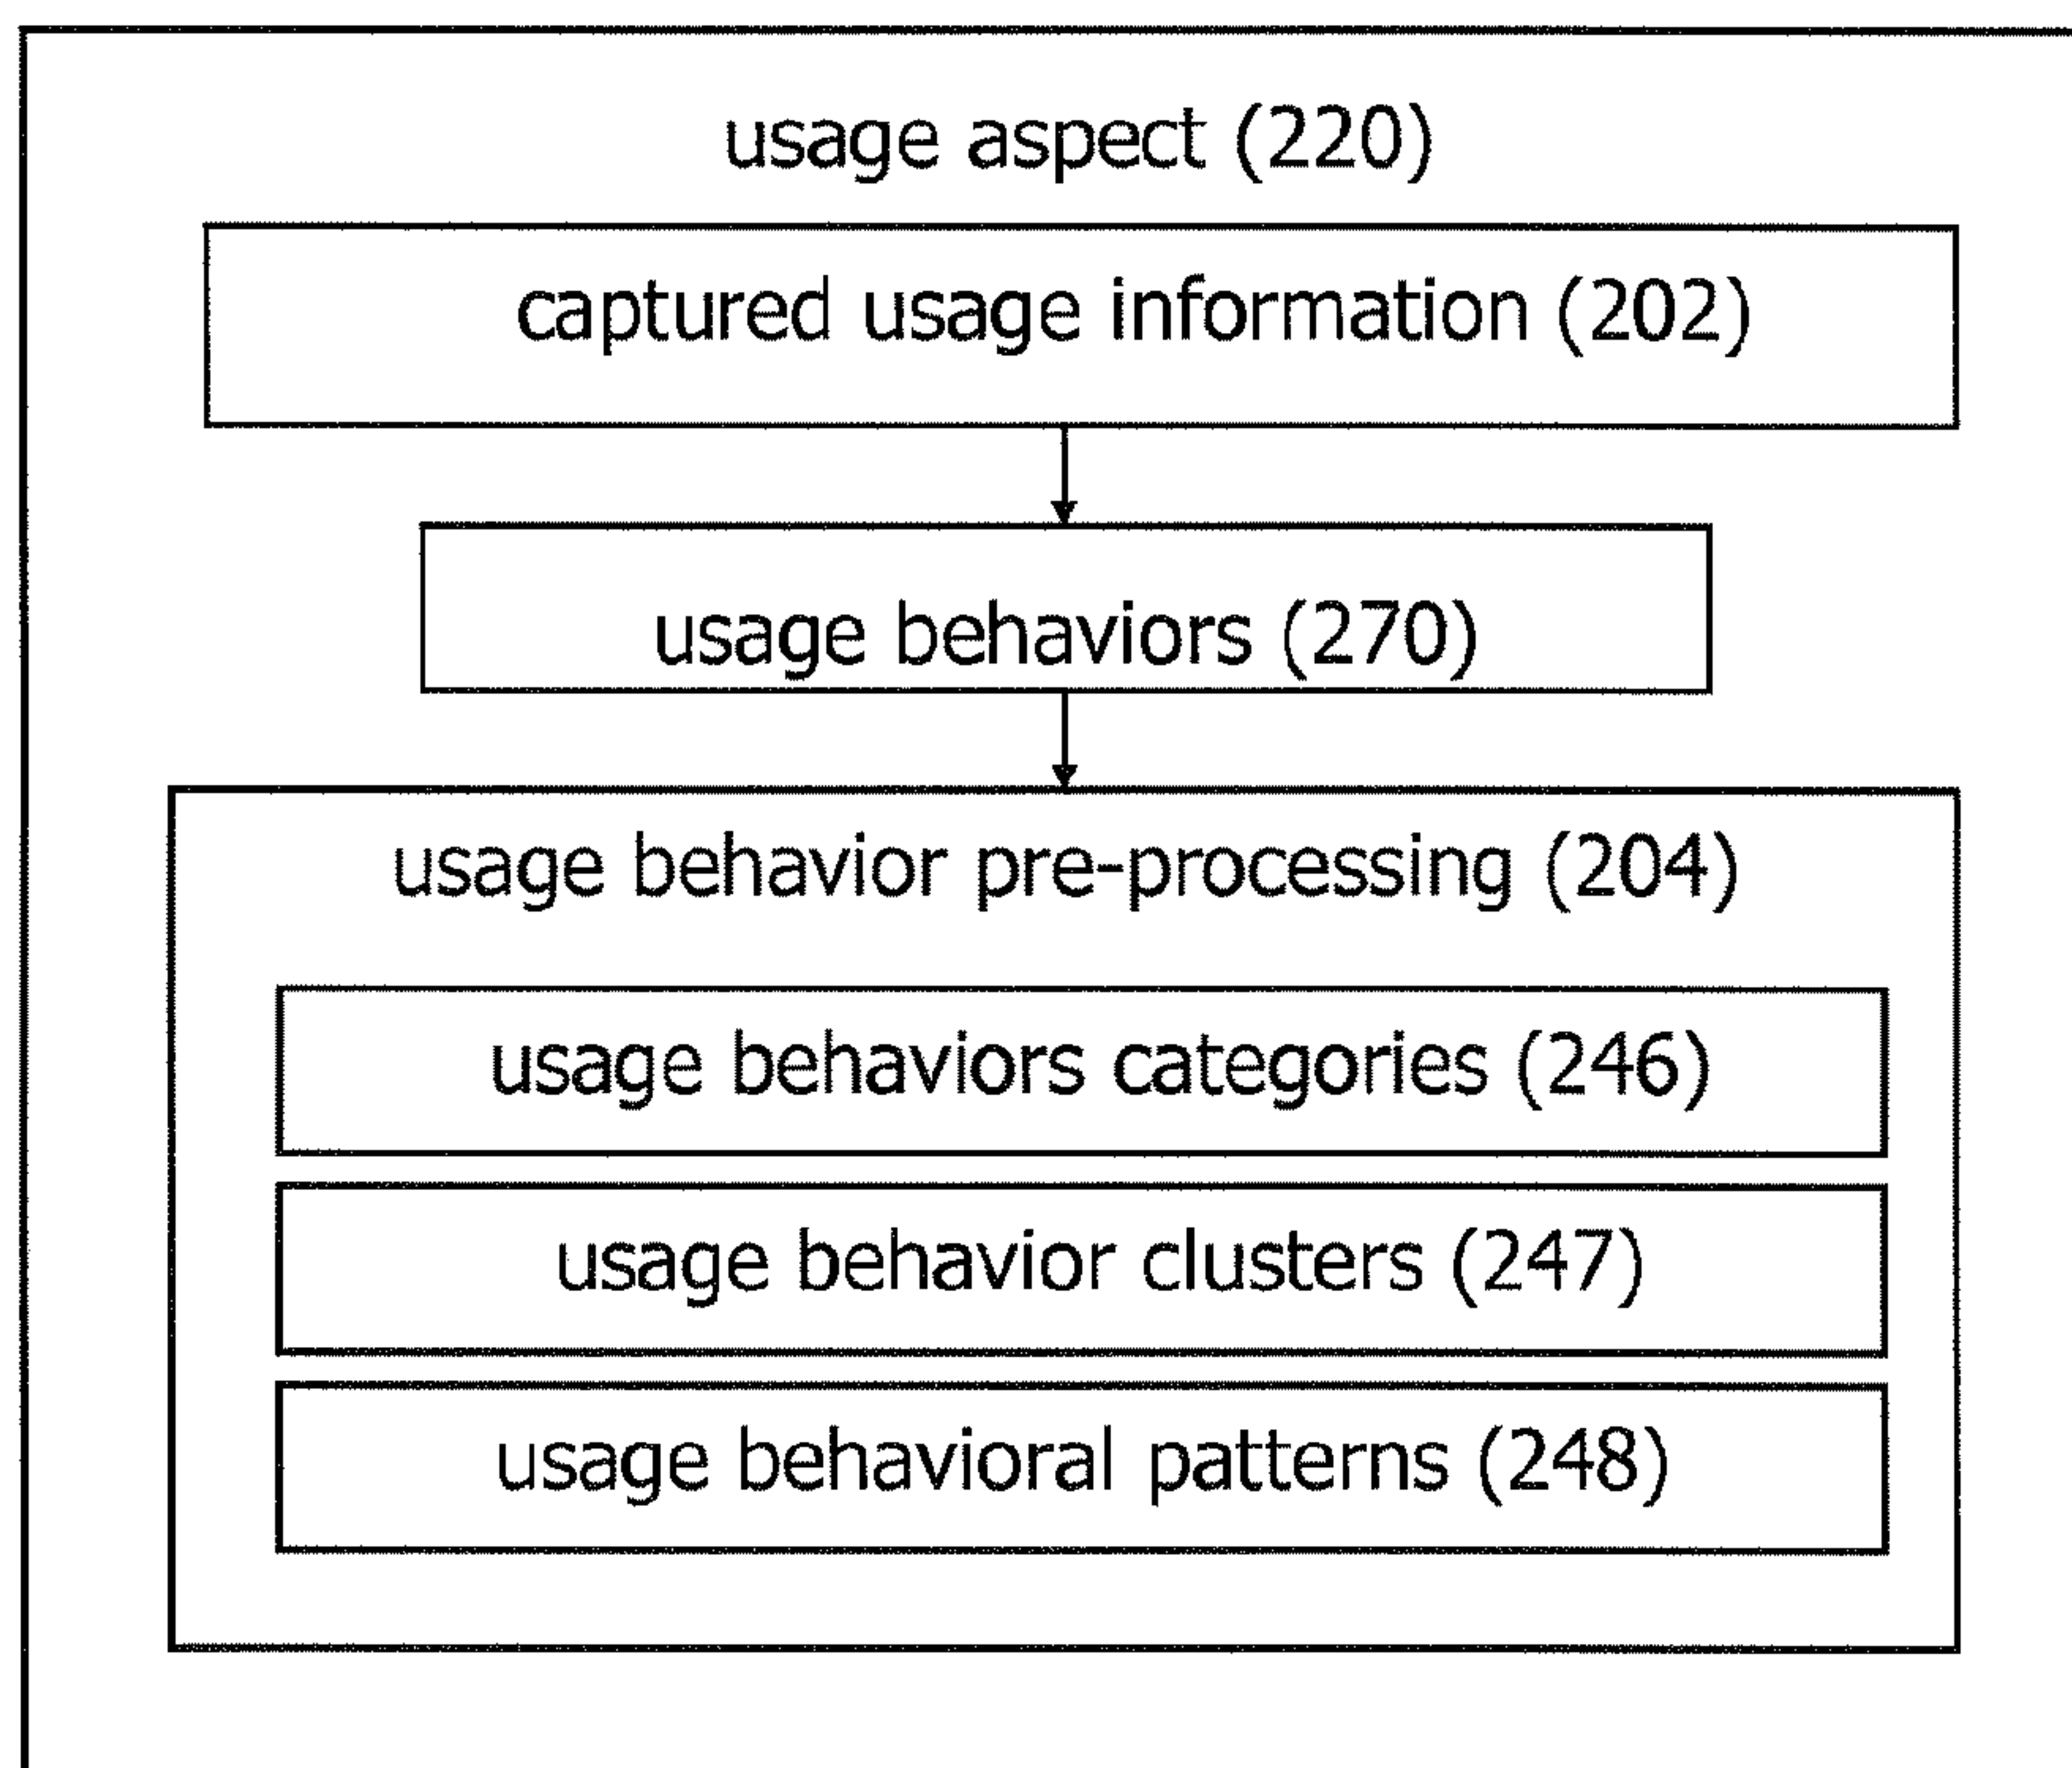 usage aspect (220)
captured usage information (202)
usage behaviors (270)
usage behavior pre-processing (204)
usage behaviors categories (246)
usage behavior clusters (247)
usage behavioral patterns (248)